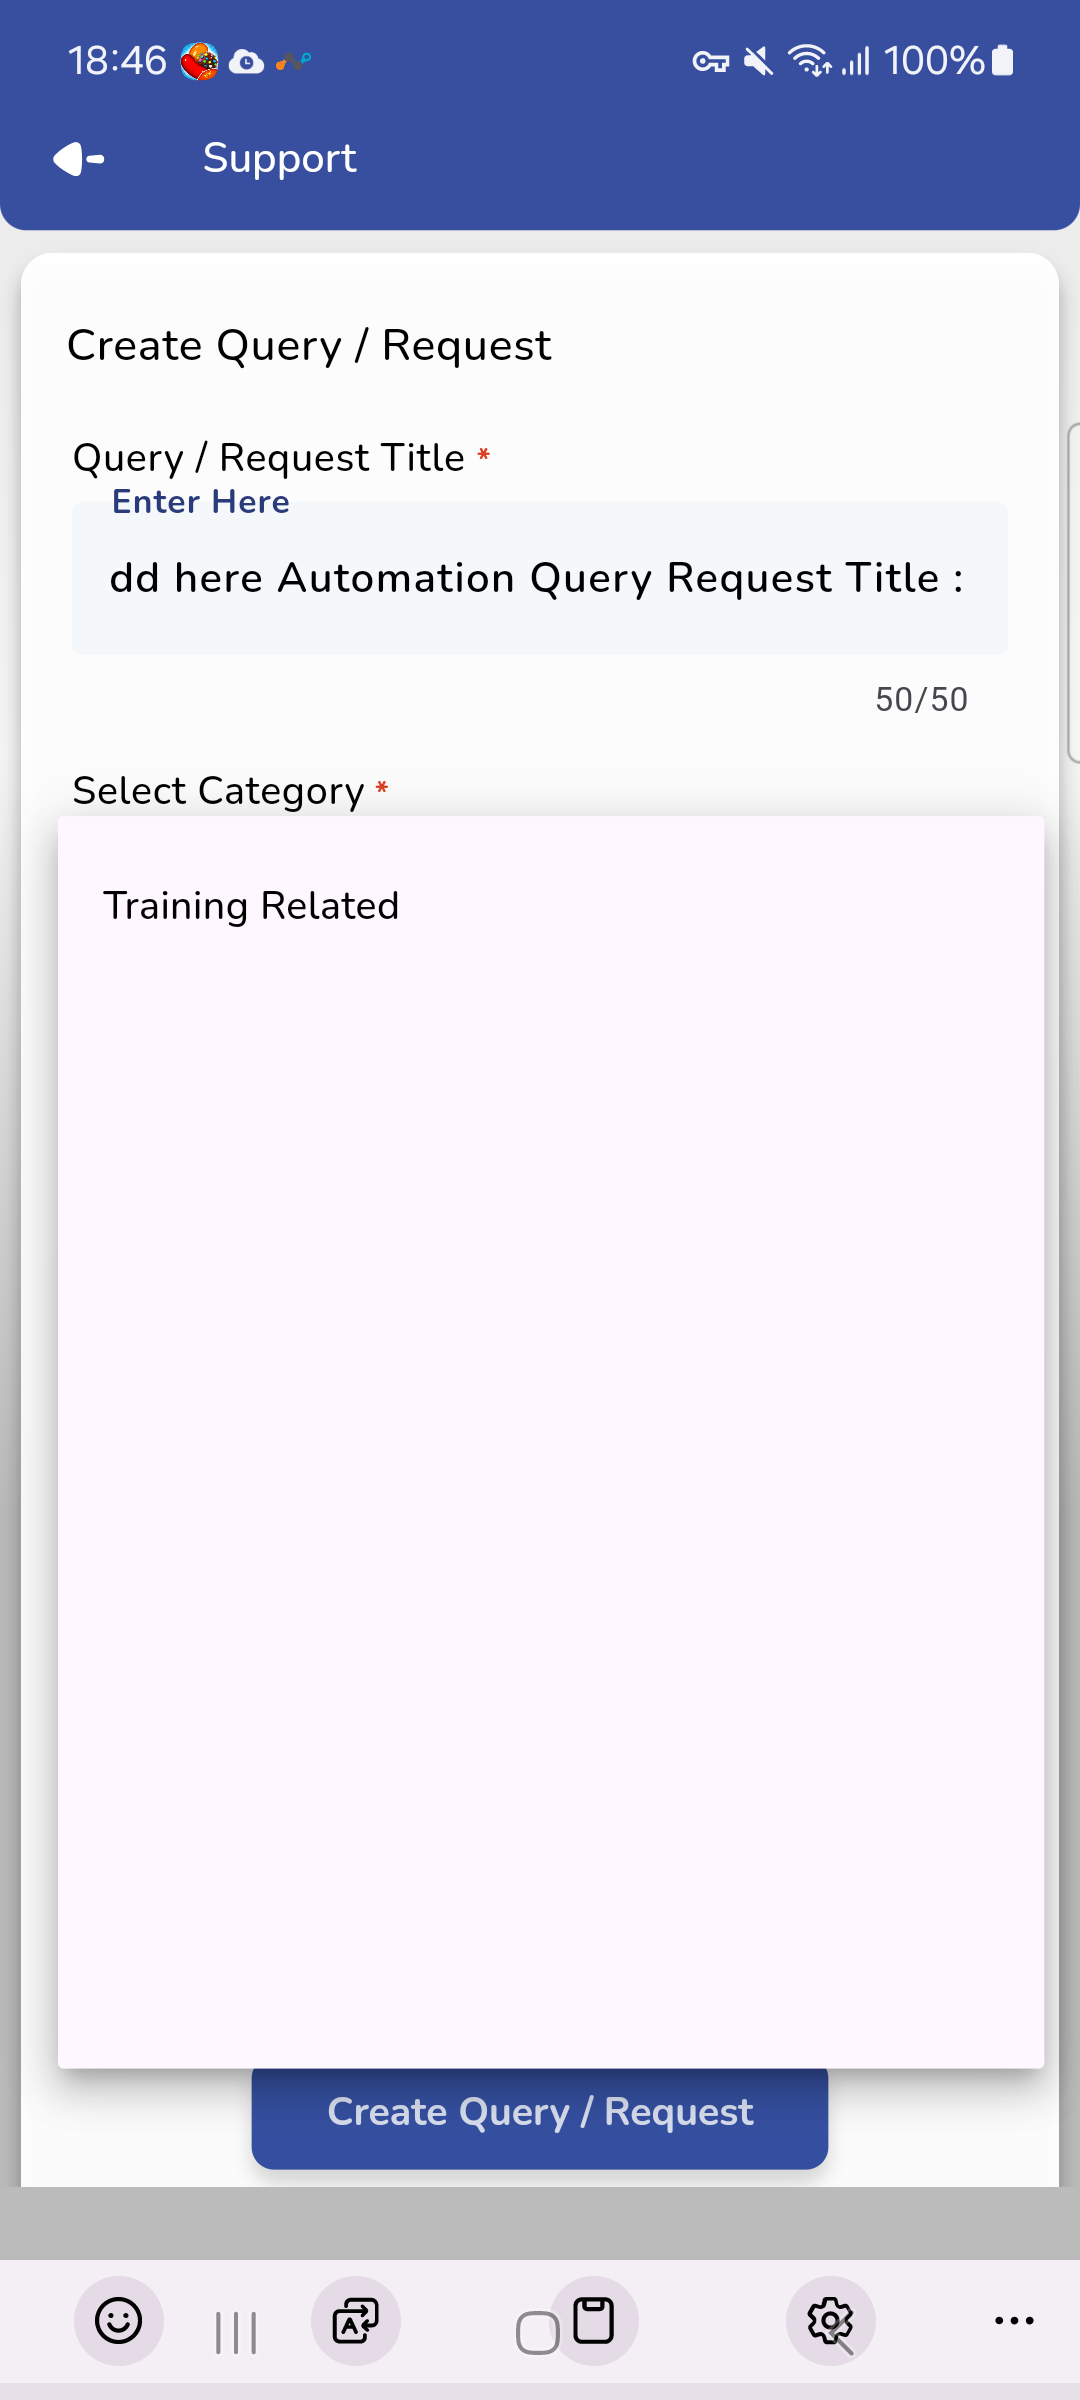 18:46 100%
Support
Create Query / Request
Query / Request Title *
Enter Here
dd here Automation Query Request Title :
50/50
Select Category *
Training Related
Create Query / Request